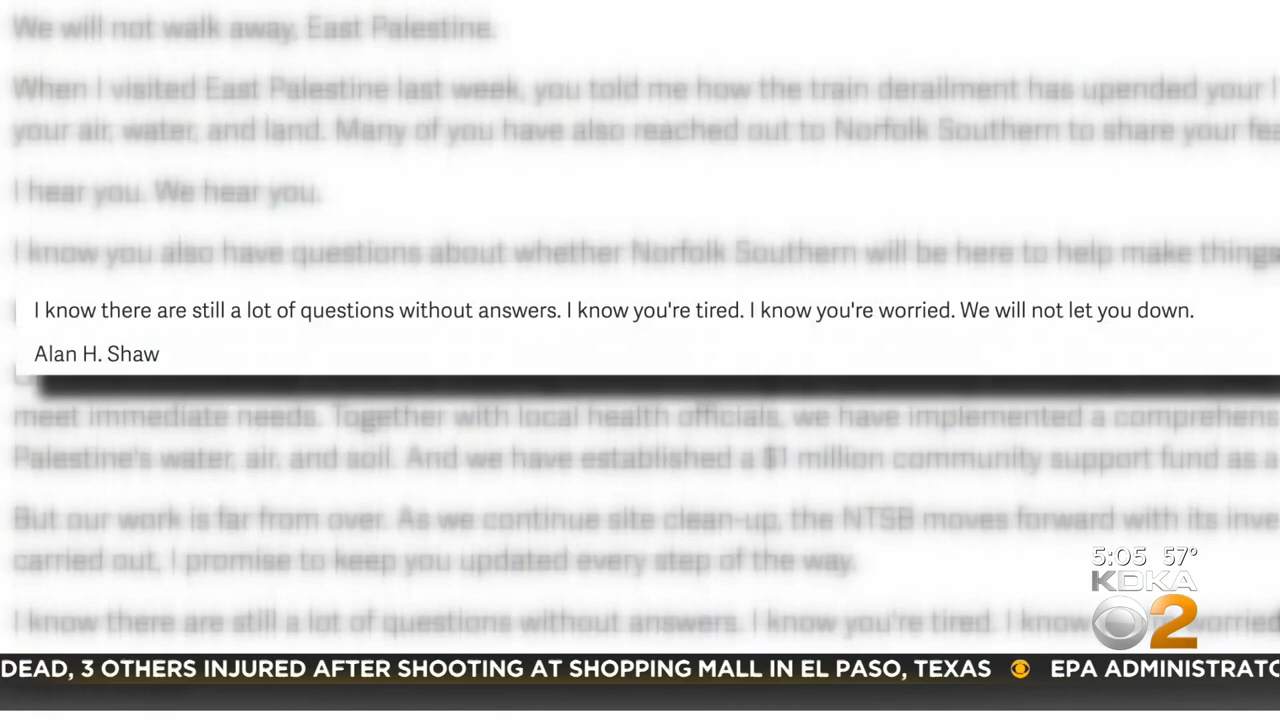 We will not walk away, East Palestine.
When I visited East Palestine last week, you told me how the train derailment has upended your
your air, water, and land. Many of you have also reached out to Norfolk Southern to share your
I hear you. We hear you.
I know you also have questions about whether Norfolk Southern will be here to help make things
I know there are still a lot of questions without answers. I know you're tired. I know you're worried. We will not let you down.
Alan H. Shaw
meet immediate needs. Together with local health officials, we have implemented a
Palestine's water, air, and soil. And we have established a $1 million community support fund as a
But our work is far from over. As we continue site clean-up, the NTSB moves forward with its
carried out, I promise to keep you updated every step of the way.
I know there are still a lot of questions without answers. I know you're tired. I know worried
5:05 57°
KDKA
2
DEAD, 3 OTHERS INJURED AFTER SHOOTING AT SHOPPING MALL IN EL PASO, TEXAS EPA ADMINISTRATO